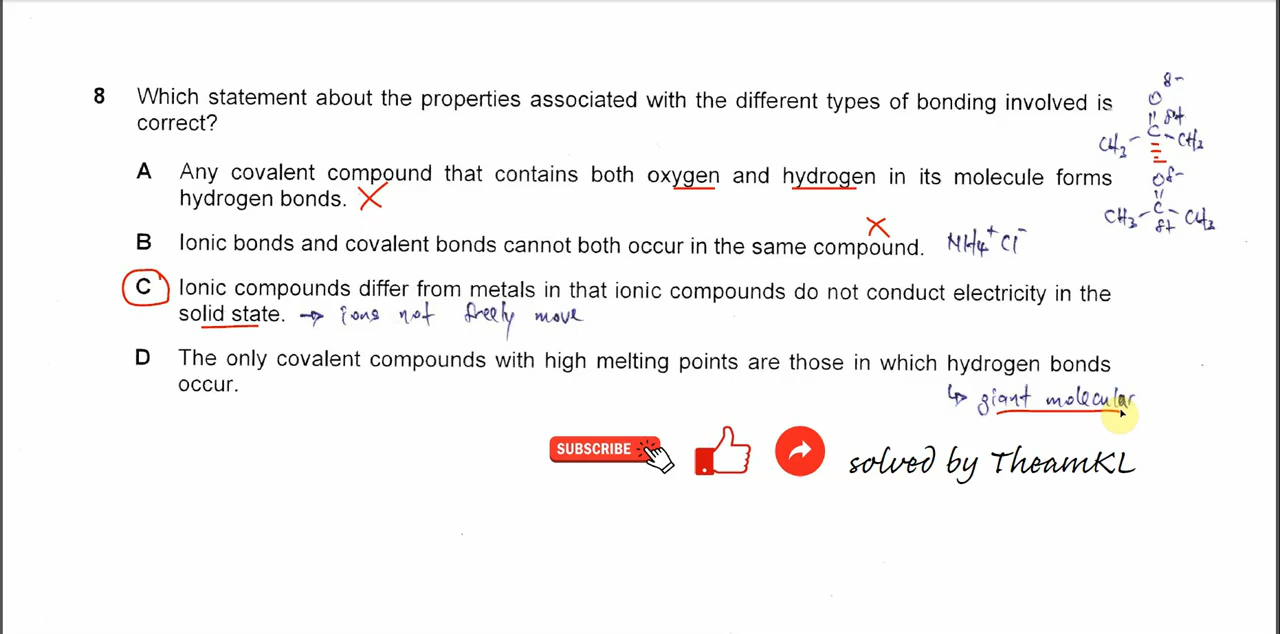 8 Which statement about the properties associated with the different types of bonding involved is
correct?
A Any covalent compound that contains both oxygen and hydrogen in its molecule forms
hydrogen bonds.
B Ionic bonds and covalent bonds cannot both occur in the same compound. NH4+ Cl-
C Ionic compounds differ from metals in that ionic compounds do not conduct electricity in the
solid state. → ions not freely move
D The only covalent compounds with high melting points are those in which hydrogen bonds
occur.
↳ giant molecular
δ-
O
δ+
CH3 - C - CH3
O δ-
CH3 - C - CH3
δ+
SUBSCRIBE
solved by TheamKL